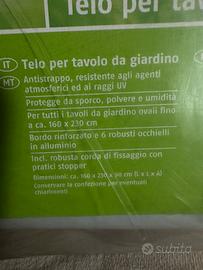 Telo per tav
IT Telo per tavolo da giardino
MT Antistrappo, resistente agli agenti
atmosferici ed ai raggi UV
Protegge da sporco, polvere e umidità
Per tutti i tavoli da giardino ovali fino
a ca. 160 x 230 cm
Bordo rinforzato e 6 robusti occhielli
in alluminio
Incl. robusta corda di fissaggio con
pratici stopper
Dimensioni: ca. 160 x 230 x 90 cm (L x L x A)
Conservare la confezione per eventuali
chiarimenti
subito